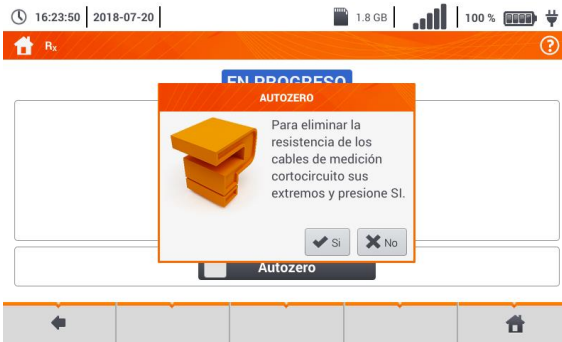 16:23:50 2018-07-20 1.8 GB 100 %
Rx
EN PROGRESO
AUTOZERO
Para eliminar la
resistencia de los
cables de medición
cortocircuito sus
extremos y presione SI.
Si No
Autozero